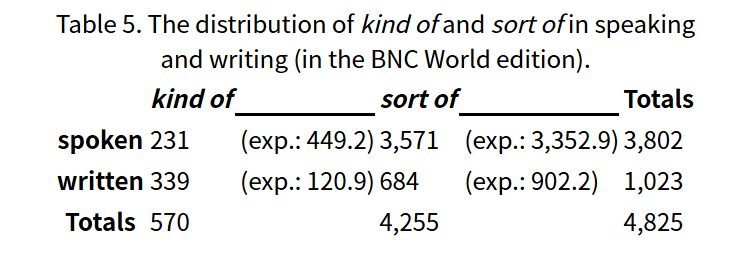 Table 5. The distribution of kind of and sort of in speaking
and writing (in the BNC World edition).
kind of sort of Totals
spoken 231 (exp.: 449.2) 3,571 (exp.: 3,352.9) 3,802
written 339 (exp.: 120.9) 684 (exp.: 902.2) 1,023
Totals 570 4,255 4,825